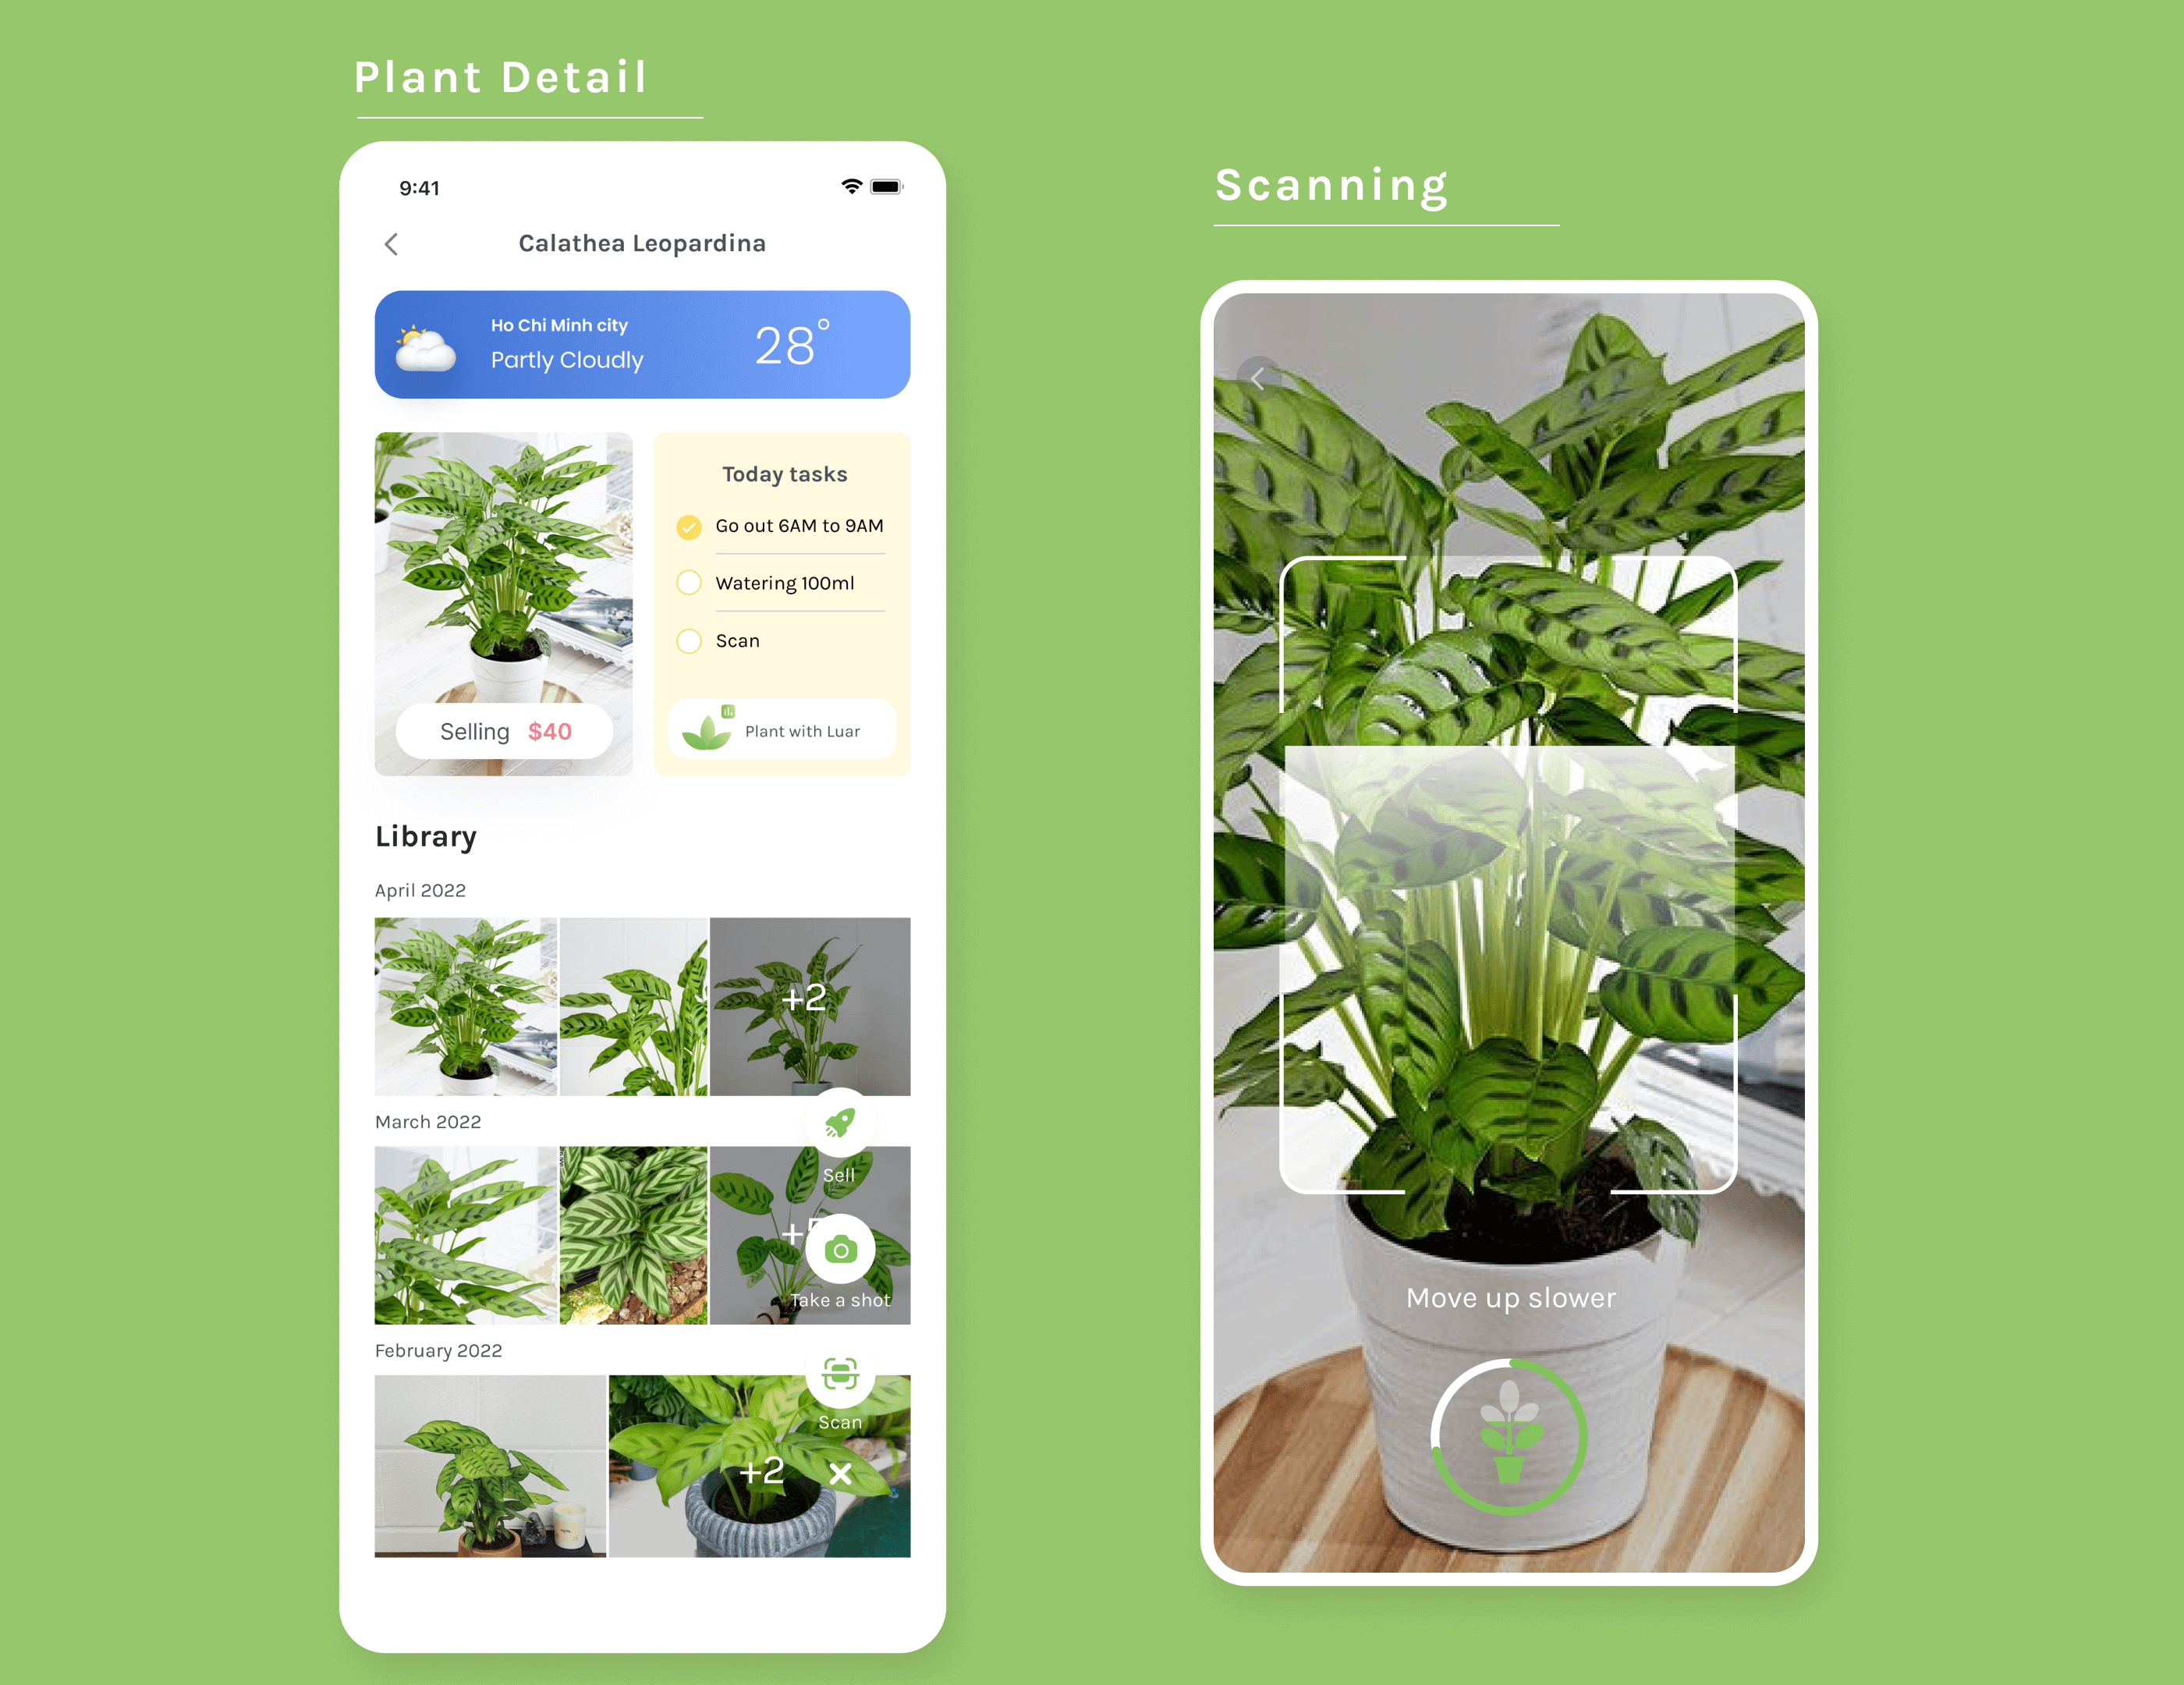 Plant Detail
9:41
Calathea Leopardina
Ho Chi Minh city
Partly Cloudly
28°
Today tasks
Go out 6AM to 9AM
Watering 100ml
Scan
Selling $40
Plant with Luar
Library
April 2022
+2
March 2022
Sell
Take a shot
February 2022
Scan
+2
Scanning
Move up slower